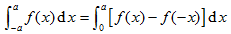 ∫_{-a}^{a} f(x)dx = ∫_{0}^{a} [f(x) − f(−x)]dx